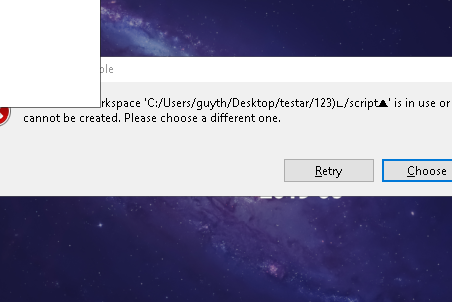 ble
rkspace 'C:/Users/guyth/Desktop/testar/123)ㄴ/script▲' is in use or
cannot be created. Please choose a different one.
Retry
Choose